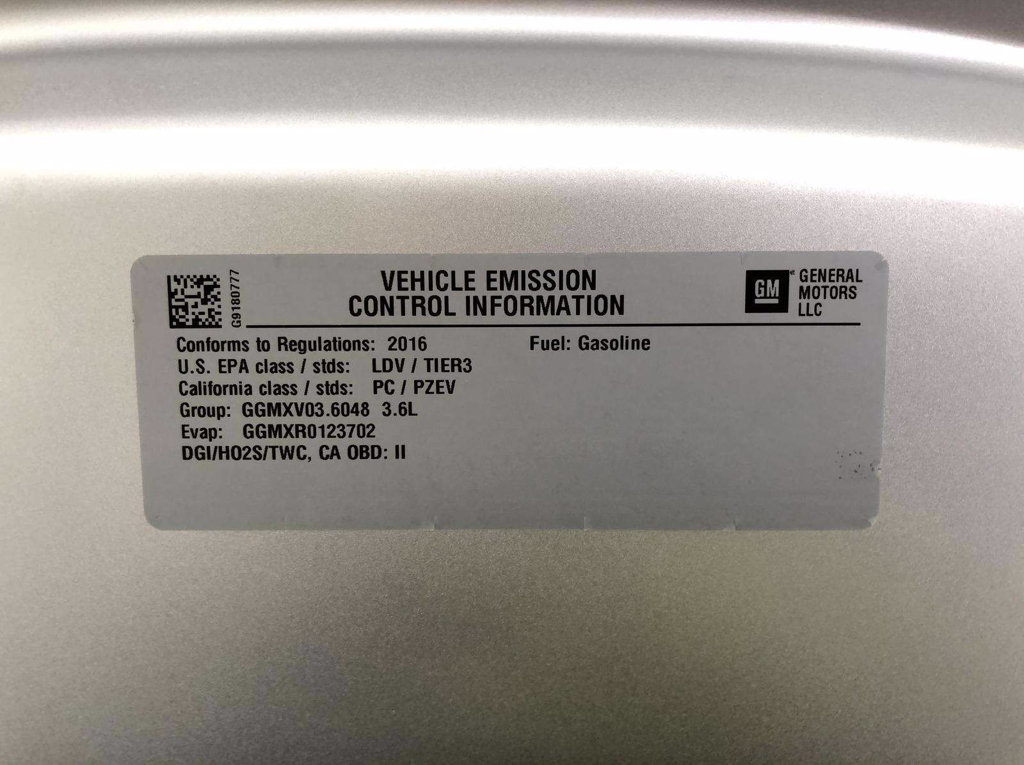 G9180777
VEHICLE EMISSION
CONTROL INFORMATION
GM
GENERAL
MOTORS
LLC
Conforms to Regulations: 2016 Fuel: Gasoline
U.S. EPA class / stds: LDV / TIER3
California class / stds: PC / PZEV
Group: GGMXV03.6048 3.6L
Evap: GGMXR0123702
DGI/HO2S/TWC, CA OBD: II